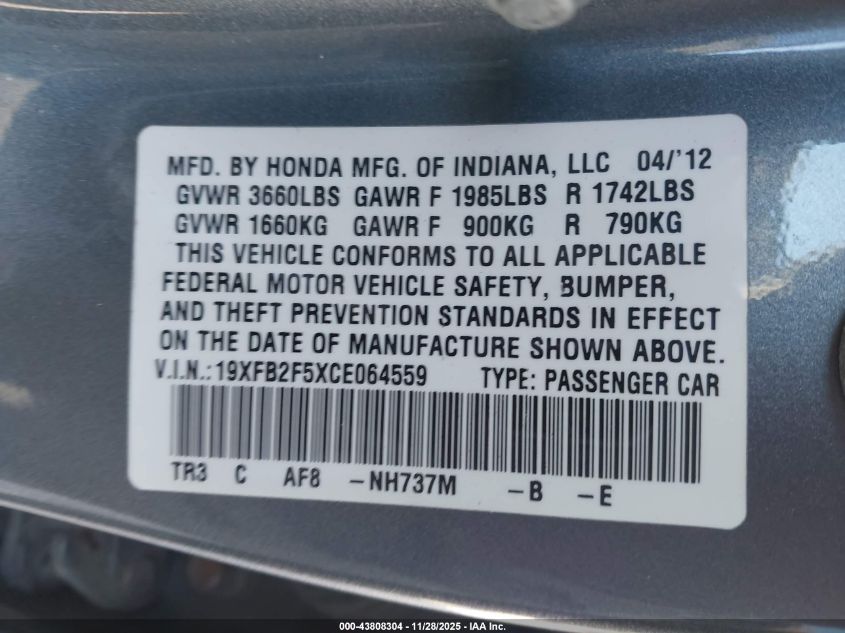 MFD. BY HONDA MFG. OF INDIANA, LLC 04/'12
GVWR 3660LBS GAWR F 1985LBS R 1742LBS
GVWR 1660KG GAWR F 900KG R 790KG
THIS VEHICLE CONFORMS TO ALL APPLICABLE
FEDERAL MOTOR VEHICLE SAFETY, BUMPER,
AND THEFT PREVENTION STANDARDS IN EFFECT
ON THE DATE OF MANUFACTURE SHOWN ABOVE.
V.I.N.:19XFB2F5XCE064559 TYPE: PASSENGER CAR
TR3 C AF8 -NH737M -B -E
000-43808304 - 11/28/2025 - IAA Inc.